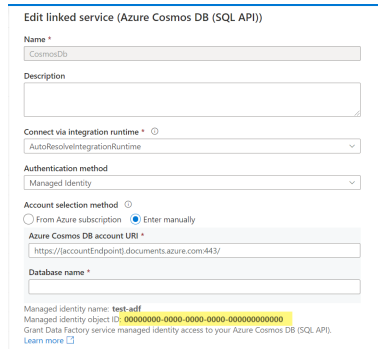 Edit linked service (Azure Cosmos DB (SQL API))
Name *
CosmosDb
Description
Connect via integration runtime *
AutoResolveIntegrationRuntime
Authentication method
Managed Identity
Account selection method
From Azure subscription Enter manually
Azure Cosmos DB account URI *
https://{accountEndpoint}.documents.azure.com:443/
Database name *
Managed identity name: test-adf
Managed identity object ID: 00000000-0000-0000-0000-000000000000
Grant Data Factory service managed identity access to your Azure Cosmos DB (SQL API).
Learn more